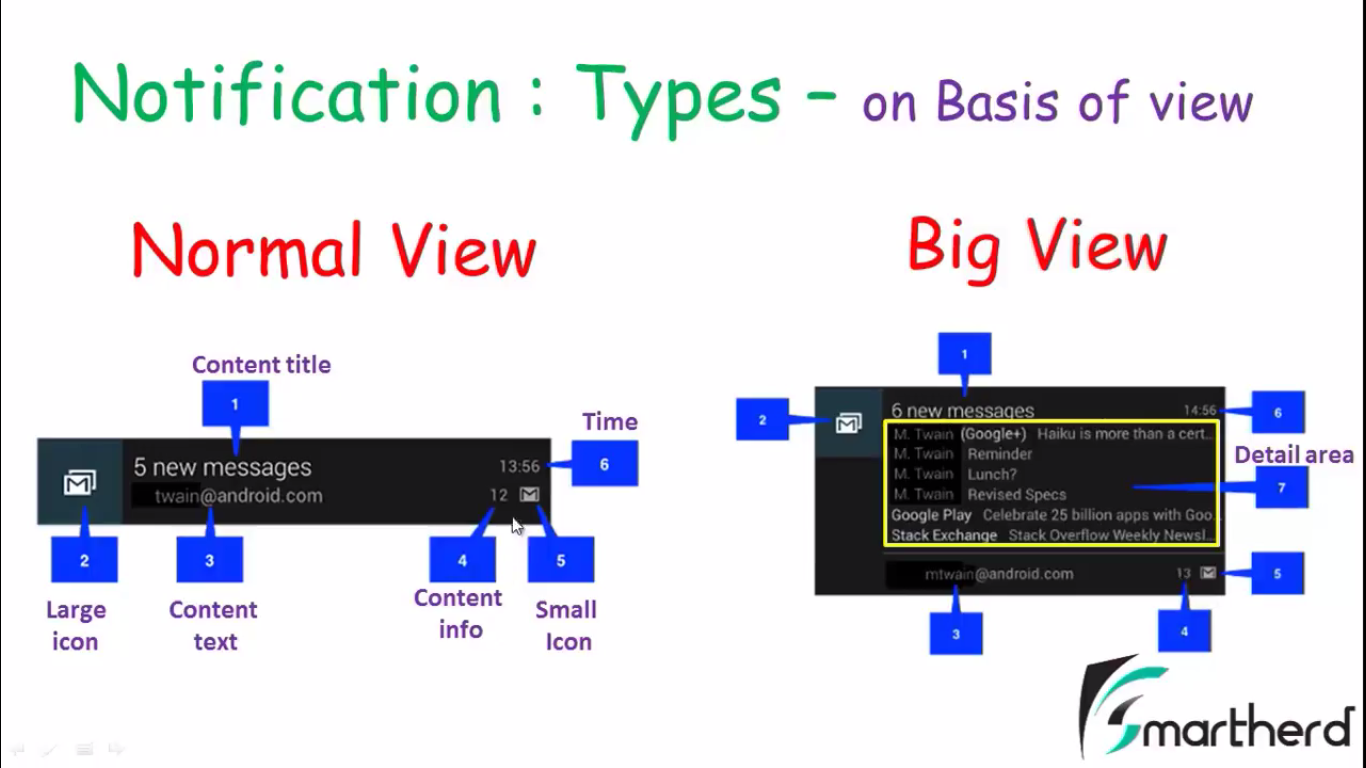 Notification : Types – on Basis of view
Normal View
Big View
Content title
1
Time
6
5 new messages
13:56
twain@android.com
12
2
3
4
5
Large
icon
Content
text
Content
info
Small
Icon
1
2
6 new messages
14:56
6
M. Twain (Google+) Haiku is more than a cert...
M. Twain Reminder
M. Twain Lunch?
M. Twain Revised Specs
Google Play Celebrate 25 billion apps with Goo...
Stack Exchange Stack Overflow Weekly Newsl...
Detail area
7
mtwain@android.com
13
5
3
4
Smartherd